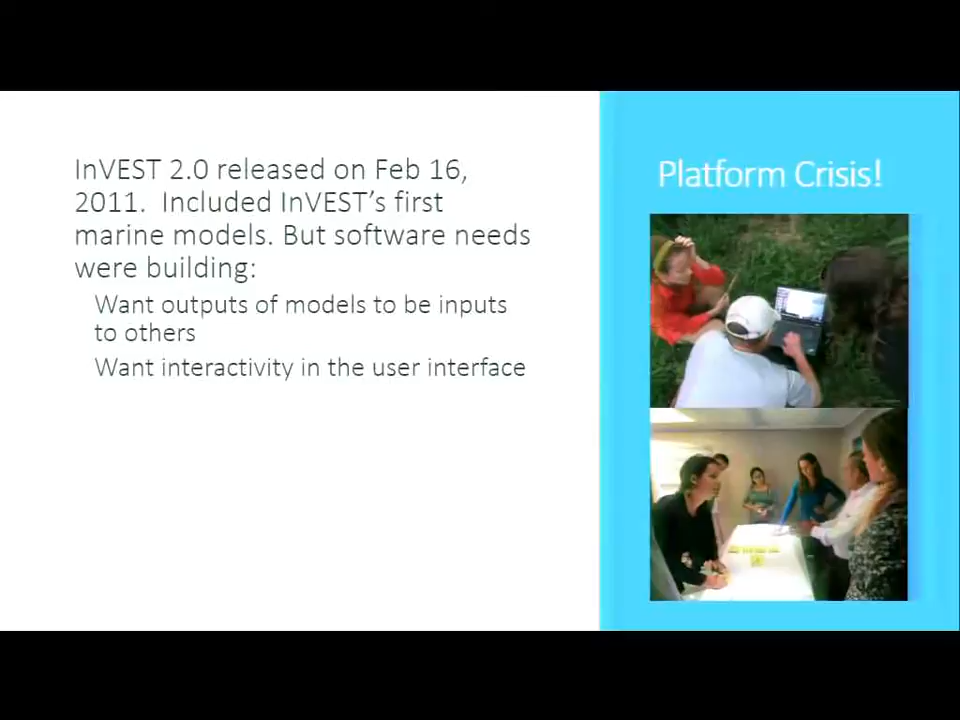 InVEST 2.0 released on Feb 16,
2011.  Included InVEST’s first
marine models. But software needs
were building:
Want outputs of models to be inputs
to others
Want interactivity in the user interface
Platform Crisis!